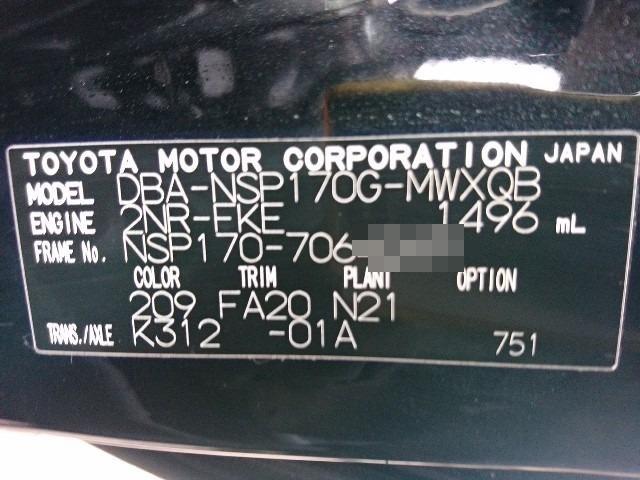 TOYOTA MOTOR CORPORATION JAPAN
MODEL DBA-NSP170G-MWXQB
ENGINE 2NR-FKE 1496 mL
FRAME No. NSP170-706
COLOR TRIM PLANT OPTION
209 FA20 N21
TRANS./AXLE K312 -01A 751